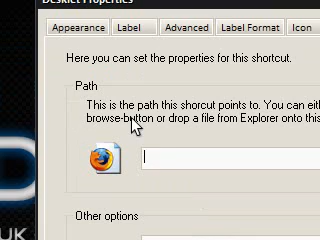 Desklet Properties
Appearance Label Advanced Label Format Icon
Here you can set the properties for this shortcut.
Path
This is the path this shorcut points to. You can eit
browse-button or drop a file from Explorer onto this
Other options
UK